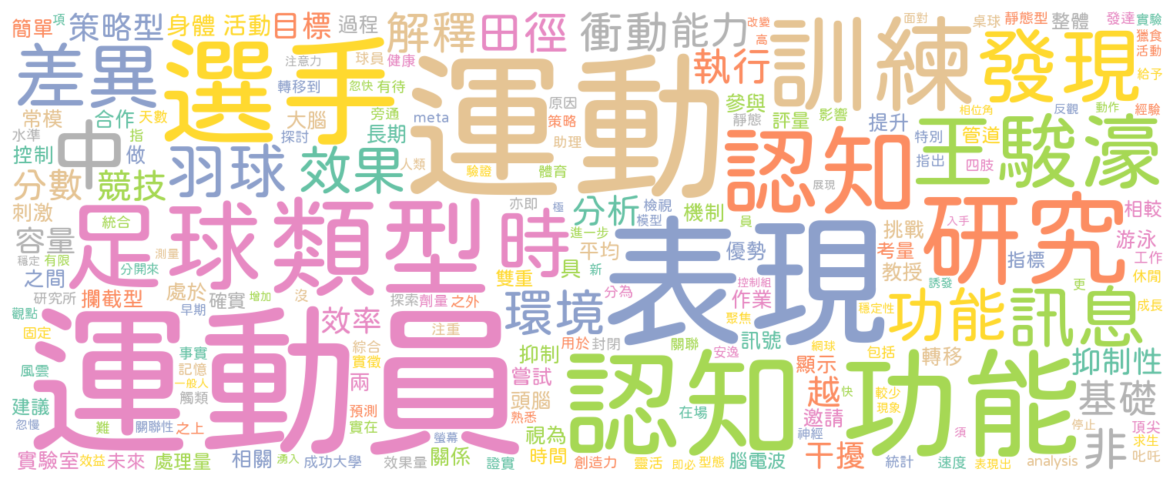 簡單 項 策略型 身體 活動 目標 過程 解釋 田徑 衝動能力 改變 面對 桌球 靜態型 整體 發達 實驗
差異 選手 注意力 球員 健康 高 執行 訓練 發現 獵食 活動
轉移到 忽快 有待 運動 給予
常模 合作 天數 大腦 旁通 meta 原因 策略 參與 影響 相位角 反觀 動作 經驗
水準 中 指 探討 長期 助理 靜態 評量 提升 特別 管道 王駿濠
控制 做 羽球 效果 人類 驗證 體育 認知 指出 四肢
分數 競技 展現
刺激 統合 足球 類型 時 亦即 極 分析 檢視 模型 機制 員 挑戰 研究 入手 相較
容量 進一步 平均 優勢 考量 游泳
穩定 有限 測量 雙重 具 新 表現 教授 指標 工作
之間 分開來 處於 探索 劑量 之外 分為 控制組 誘發 更 休閒
研究所 攔截型 早期 確實 增加 沒 環境 作業 穩定性 功能 訊息 成長
觀點 固定 運動員 效率 注重 聚焦 訊號
事實 綜合 用於 封閉 關聯 安逸 網球 包括
風雲 記憶 實徵 兩 抑制 認知功能 顯示 轉移 抑制性
一般人 嘗試 越 快 較少 現象
建議 觸類 預測 頭腦 邀請 基礎
忽慢 難 關聯性 之上 實在 熟悉 在場 神經 須 頂尖
螢幕 視為 干擾 非 停止 求生
實驗室 效益 未來 處理量 相關 湧入 成功大學 效果量 關係 證實 時間 創造力 靈活 即必 型態 腦電波 統計 速度 表現出 analysis 叱吒